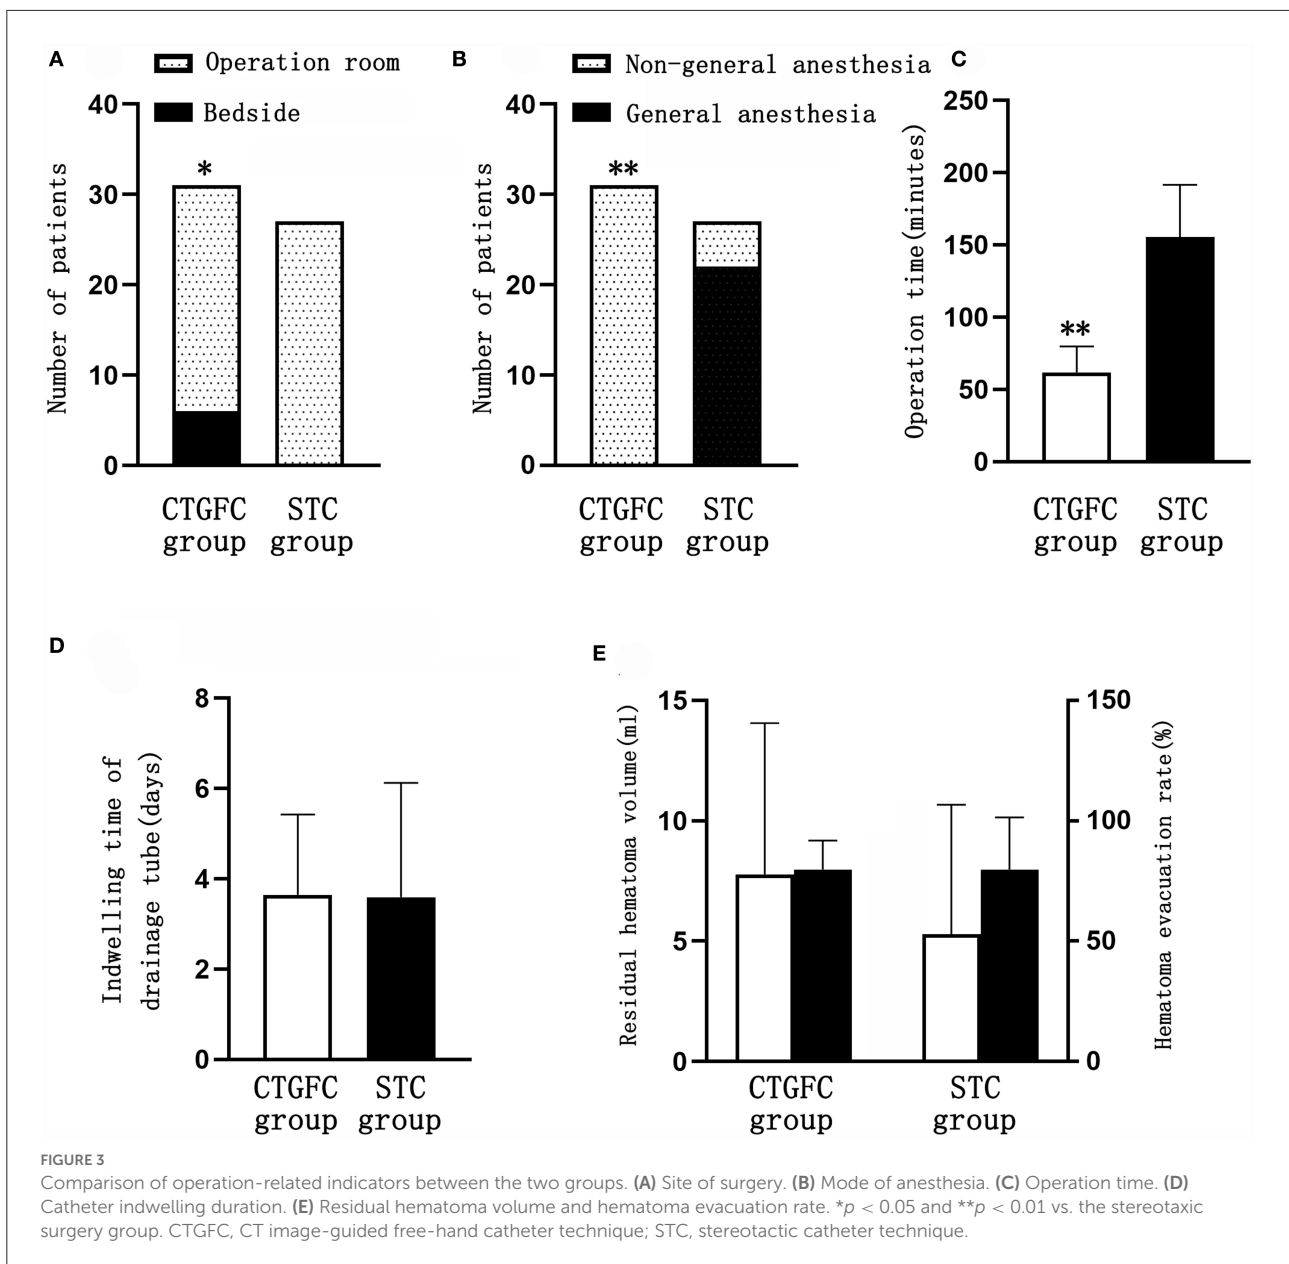 A
Operation room
Bedside
40
30
20
10
0
Number of patients
*
CTGFC group
STC group
B
Non-general anesthesia
General anesthesia
40
30
20
10
0
Number of patients
**
CTGFC group
STC group
C
250
200
150
100
50
0
Operation time(minutes)
**
CTGFC group
STC group
D
8
6
4
2
0
Indwelling time of
drainage tube(days)
CTGFC group
STC group
E
15
10
5
0
Residual hematoma volume(ml)
150
100
50
0
Hematoma evacuation rate(%)
CTGFC group
STC group
FIGURE 3
Comparison of operation-related indicators between the two groups. (A) Site of surgery. (B) Mode of anesthesia. (C) Operation time. (D)
Catheter indwelling duration. (E) Residual hematoma volume and hematoma evacuation rate. *p < 0.05 and **p < 0.01 vs. the stereotaxic
surgery group. CTGFC, CT image-guided free-hand catheter technique; STC, stereotactic catheter technique.